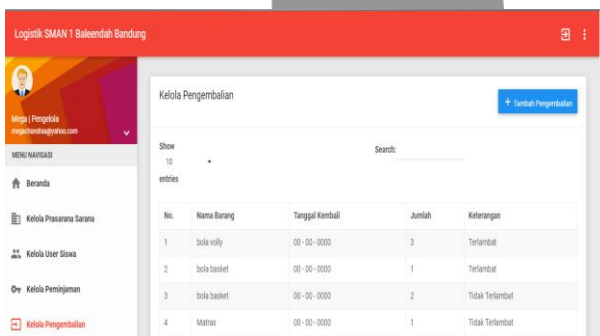 Logistik SMAN 1 Baleendah Bandung
Mega | Pengelola
megachandraa@yahoo.com
MENU NAVIGASI
Beranda
Kelola Prasarana Sarana
Kelola User Siswa
Kelola Peminjaman
Kelola Pengembalian
Kelola Pengembalian
+ Tambah Pengembalian
Show
10
entries
Search:
No. Nama Barang Tanggal Kembali Jumlah Keterangan
1 bola volly 00 - 00 - 0000 3 Terlambat
2 bola basket 00 - 00 - 0000 1 Terlambat
3 bola basket 00 - 00 - 0000 2 Tidak Terlambat
4 Matras 00 - 00 - 0000 1 Tidak Terlambat